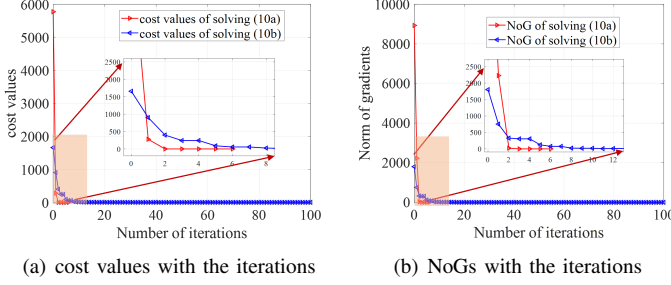 6000
5000
4000
3000
2000
1000
0
cost values
cost values of solving (10a)
cost values of solving (10b)
2500
2000
1500
1000
500
0
0 2 4 6 8
0 20 40 60 80 100
Number of iterations
(a) cost values with the iterations
10000
8000
6000
4000
2000
0
Norm of gradients
NoG of solving (10a)
NoG of solving (10b)
2500
2000
1500
1000
500
0
0 2 4 6 8 10 12
0 20 40 60 80 100
Number of iterations
(b) NoGs with the iterations